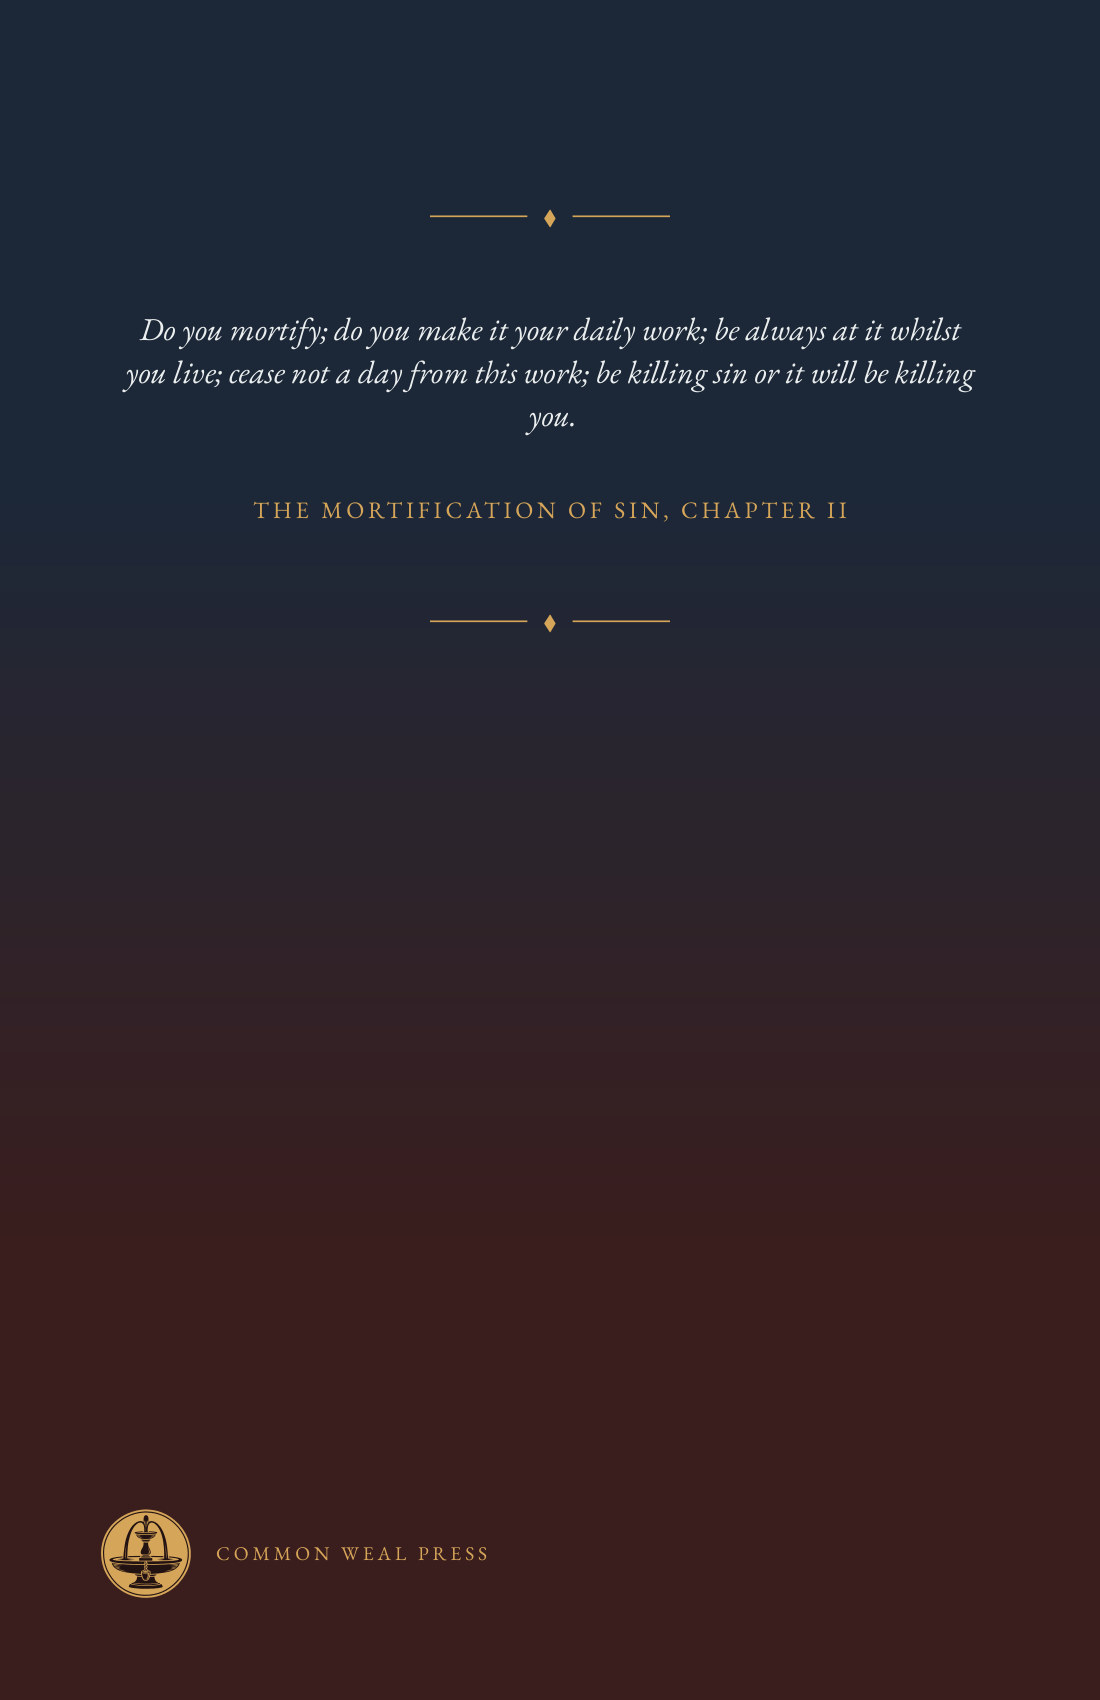 Do you mortify; do you make it your daily work; be always at it whilst
you live; cease not a day from this work; be killing sin or it will be killing
you.
THE MORTIFICATION OF SIN, CHAPTER II
COMMON WEAL PRESS